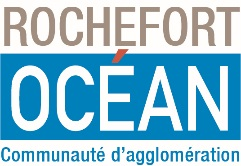 ROCHEFORT
OCÉAN
Communauté d'agglomération